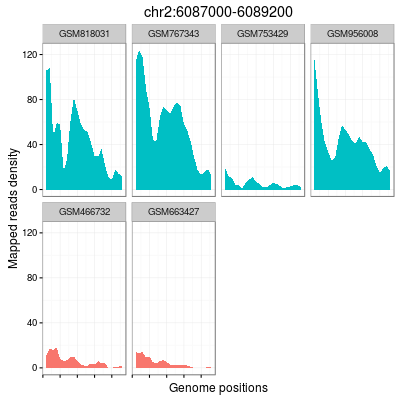 chr2:6087000-6089200
GSM818031 GSM767343 GSM753429 GSM956008
120
80
40
0
GSM466732 GSM663427
120
80
40
0
Mapped reads density
Genome positions